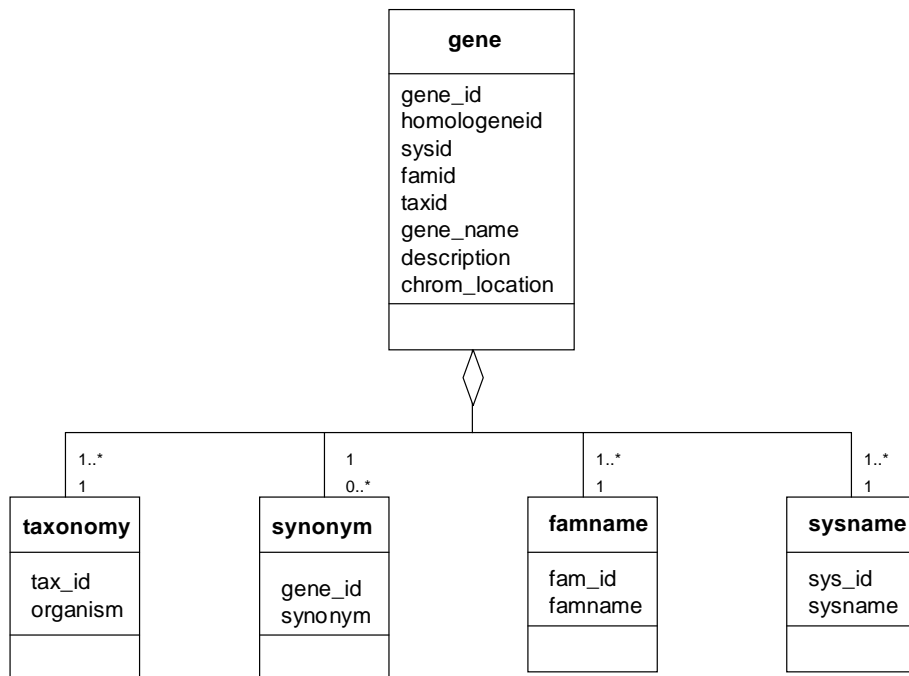 gene
gene_id
homologeneid
sysid
famid
taxid
gene_name
description
chrom_location
1..*
1
1..*
1..*
1
0..*
1
1
taxonomy
synonym
famname
sysname
tax_id
organism
gene_id
synonym
fam_id
famname
sys_id
sysname